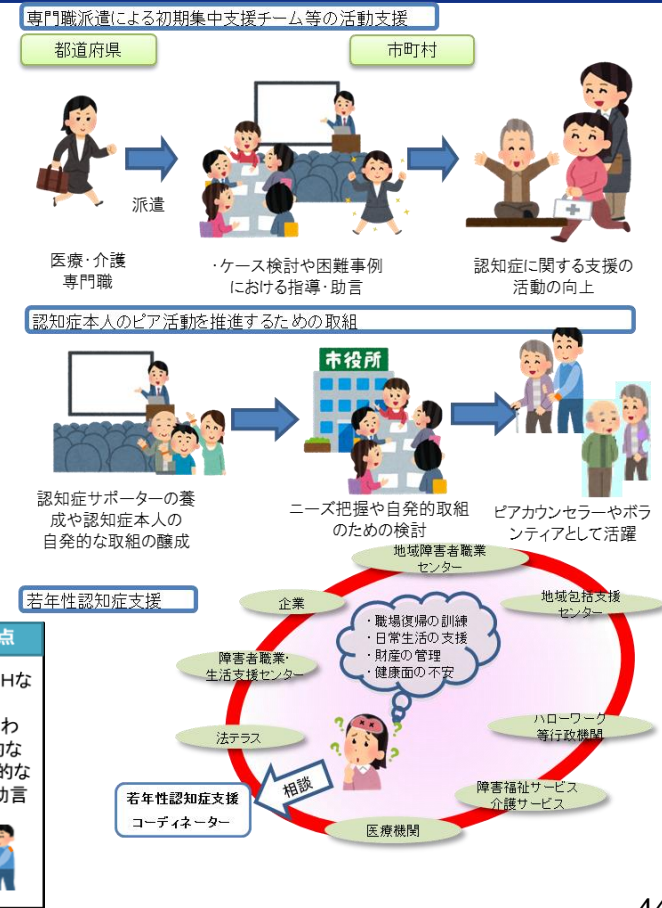 専門職派遣による初期集中支援チーム等の活動支援
都道府県
市町村
派遣
医療・介護
専門職
・ケース検討や困難事例
における指導・助言
認知症に関する支援の
活動の向上
認知症本人のピア活動を推進するための取組
市役所
認知症サポーターの養
成や認知症本人の
自発的な取組の醸成
ニーズ把握や自発的取組
のための検討
ピアカウンセラーやボラ
ンティアとして活躍
若年性認知症支援
地域障害者職業
センター
企業
地域包括支援
センター
・職場復帰の訓練
・日常生活の支援
・財産の管理
・健康面の不安
障害者職業・
生活支援センター
法テラス
ハローワーク
等行政機関
相談
障害福祉サービス
介護サービス
若年性認知症支援
コーディネーター
医療機関
点
Hな
わ
的な
助言